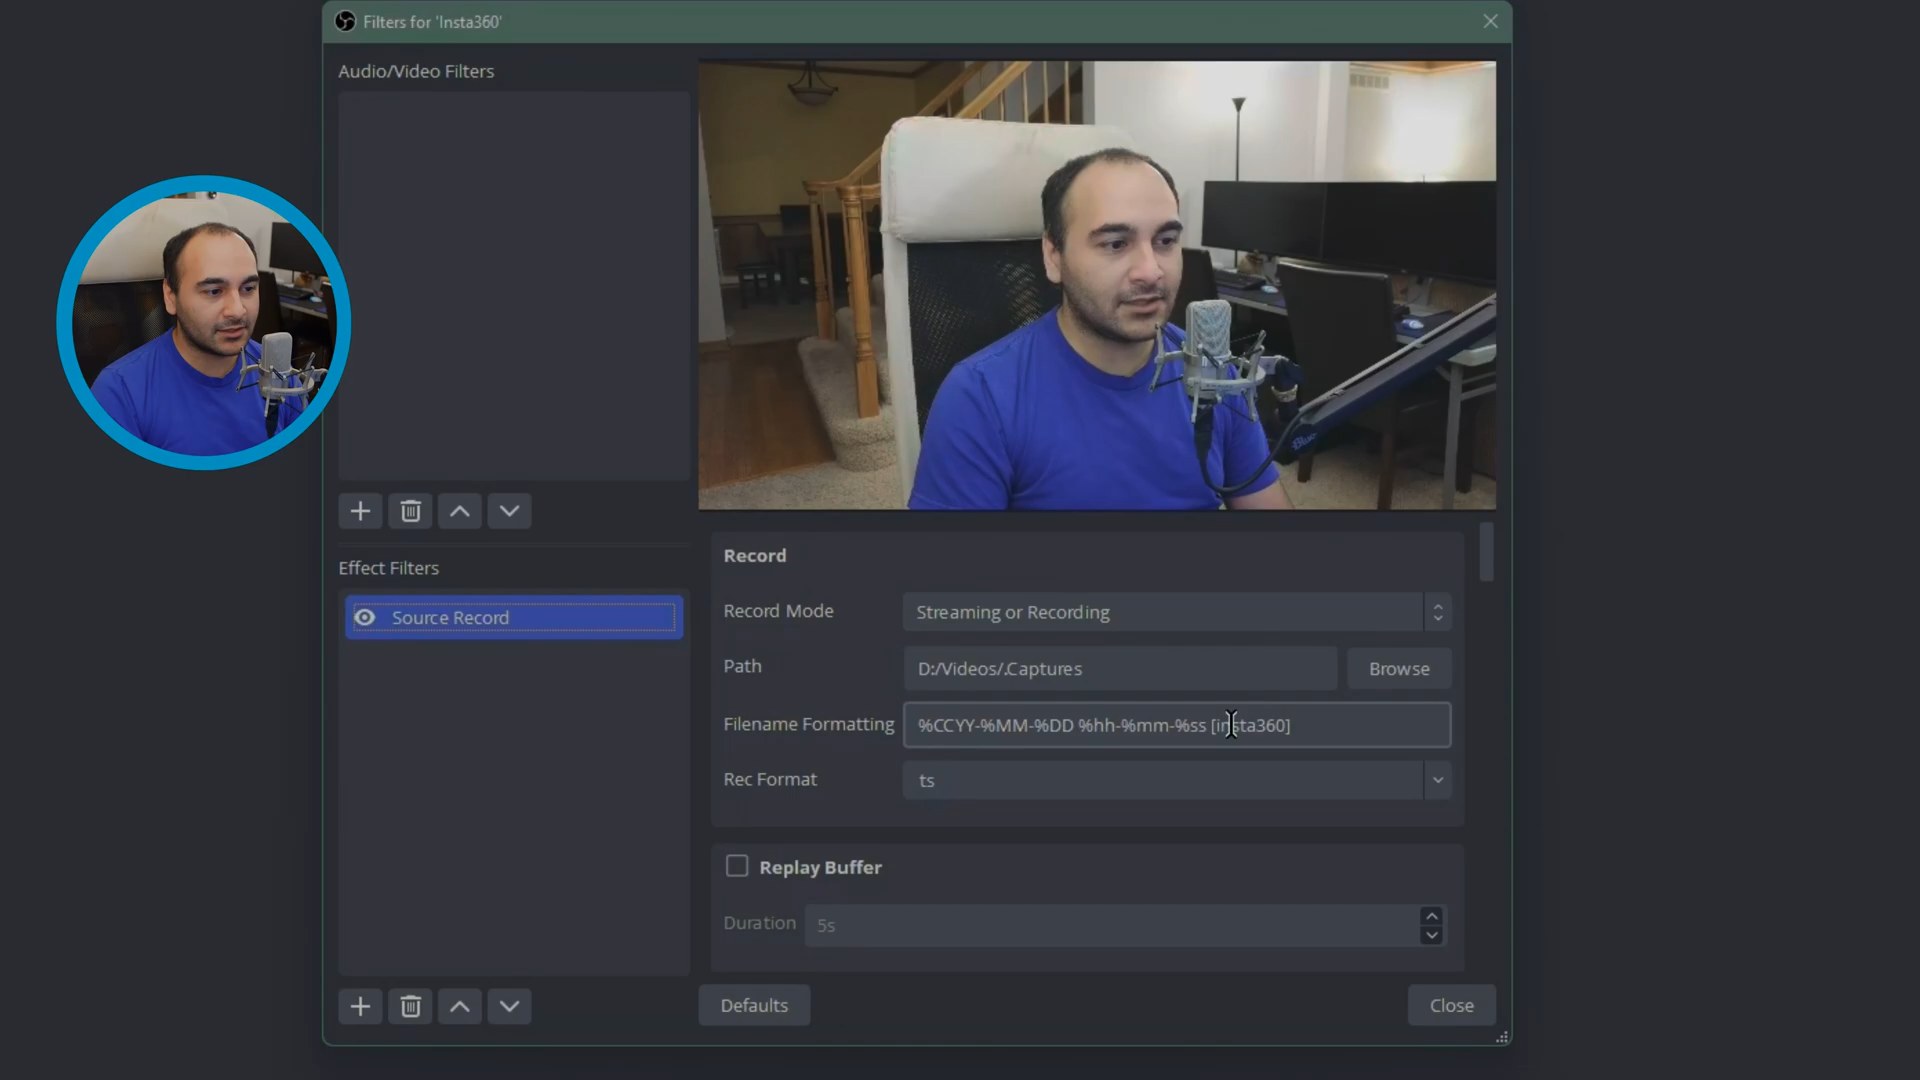 Filters for 'Insta360'
Audio/Video Filters
Effect Filters
Source Record
Record
Record Mode
Streaming or Recording
Path
D:/Videos/.Captures
Browse
Filename Formatting
%CCYY-%MM-%DD %hh-%mm-%ss [insta360]
Rec Format
ts
Replay Buffer
Duration
5s
Defaults
Close
Blue